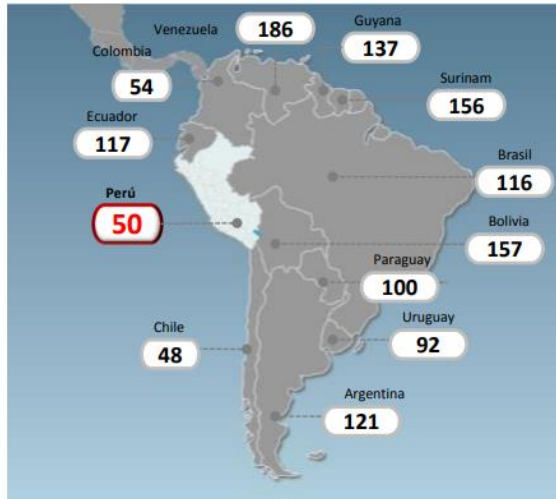 Venezuela
186
Guyana
137
Colombia
54
Surinam
156
Ecuador
117
Brasil
116
Perú
50
Bolivia
157
Paraguay
100
Chile
48
Uruguay
92
Argentina
121